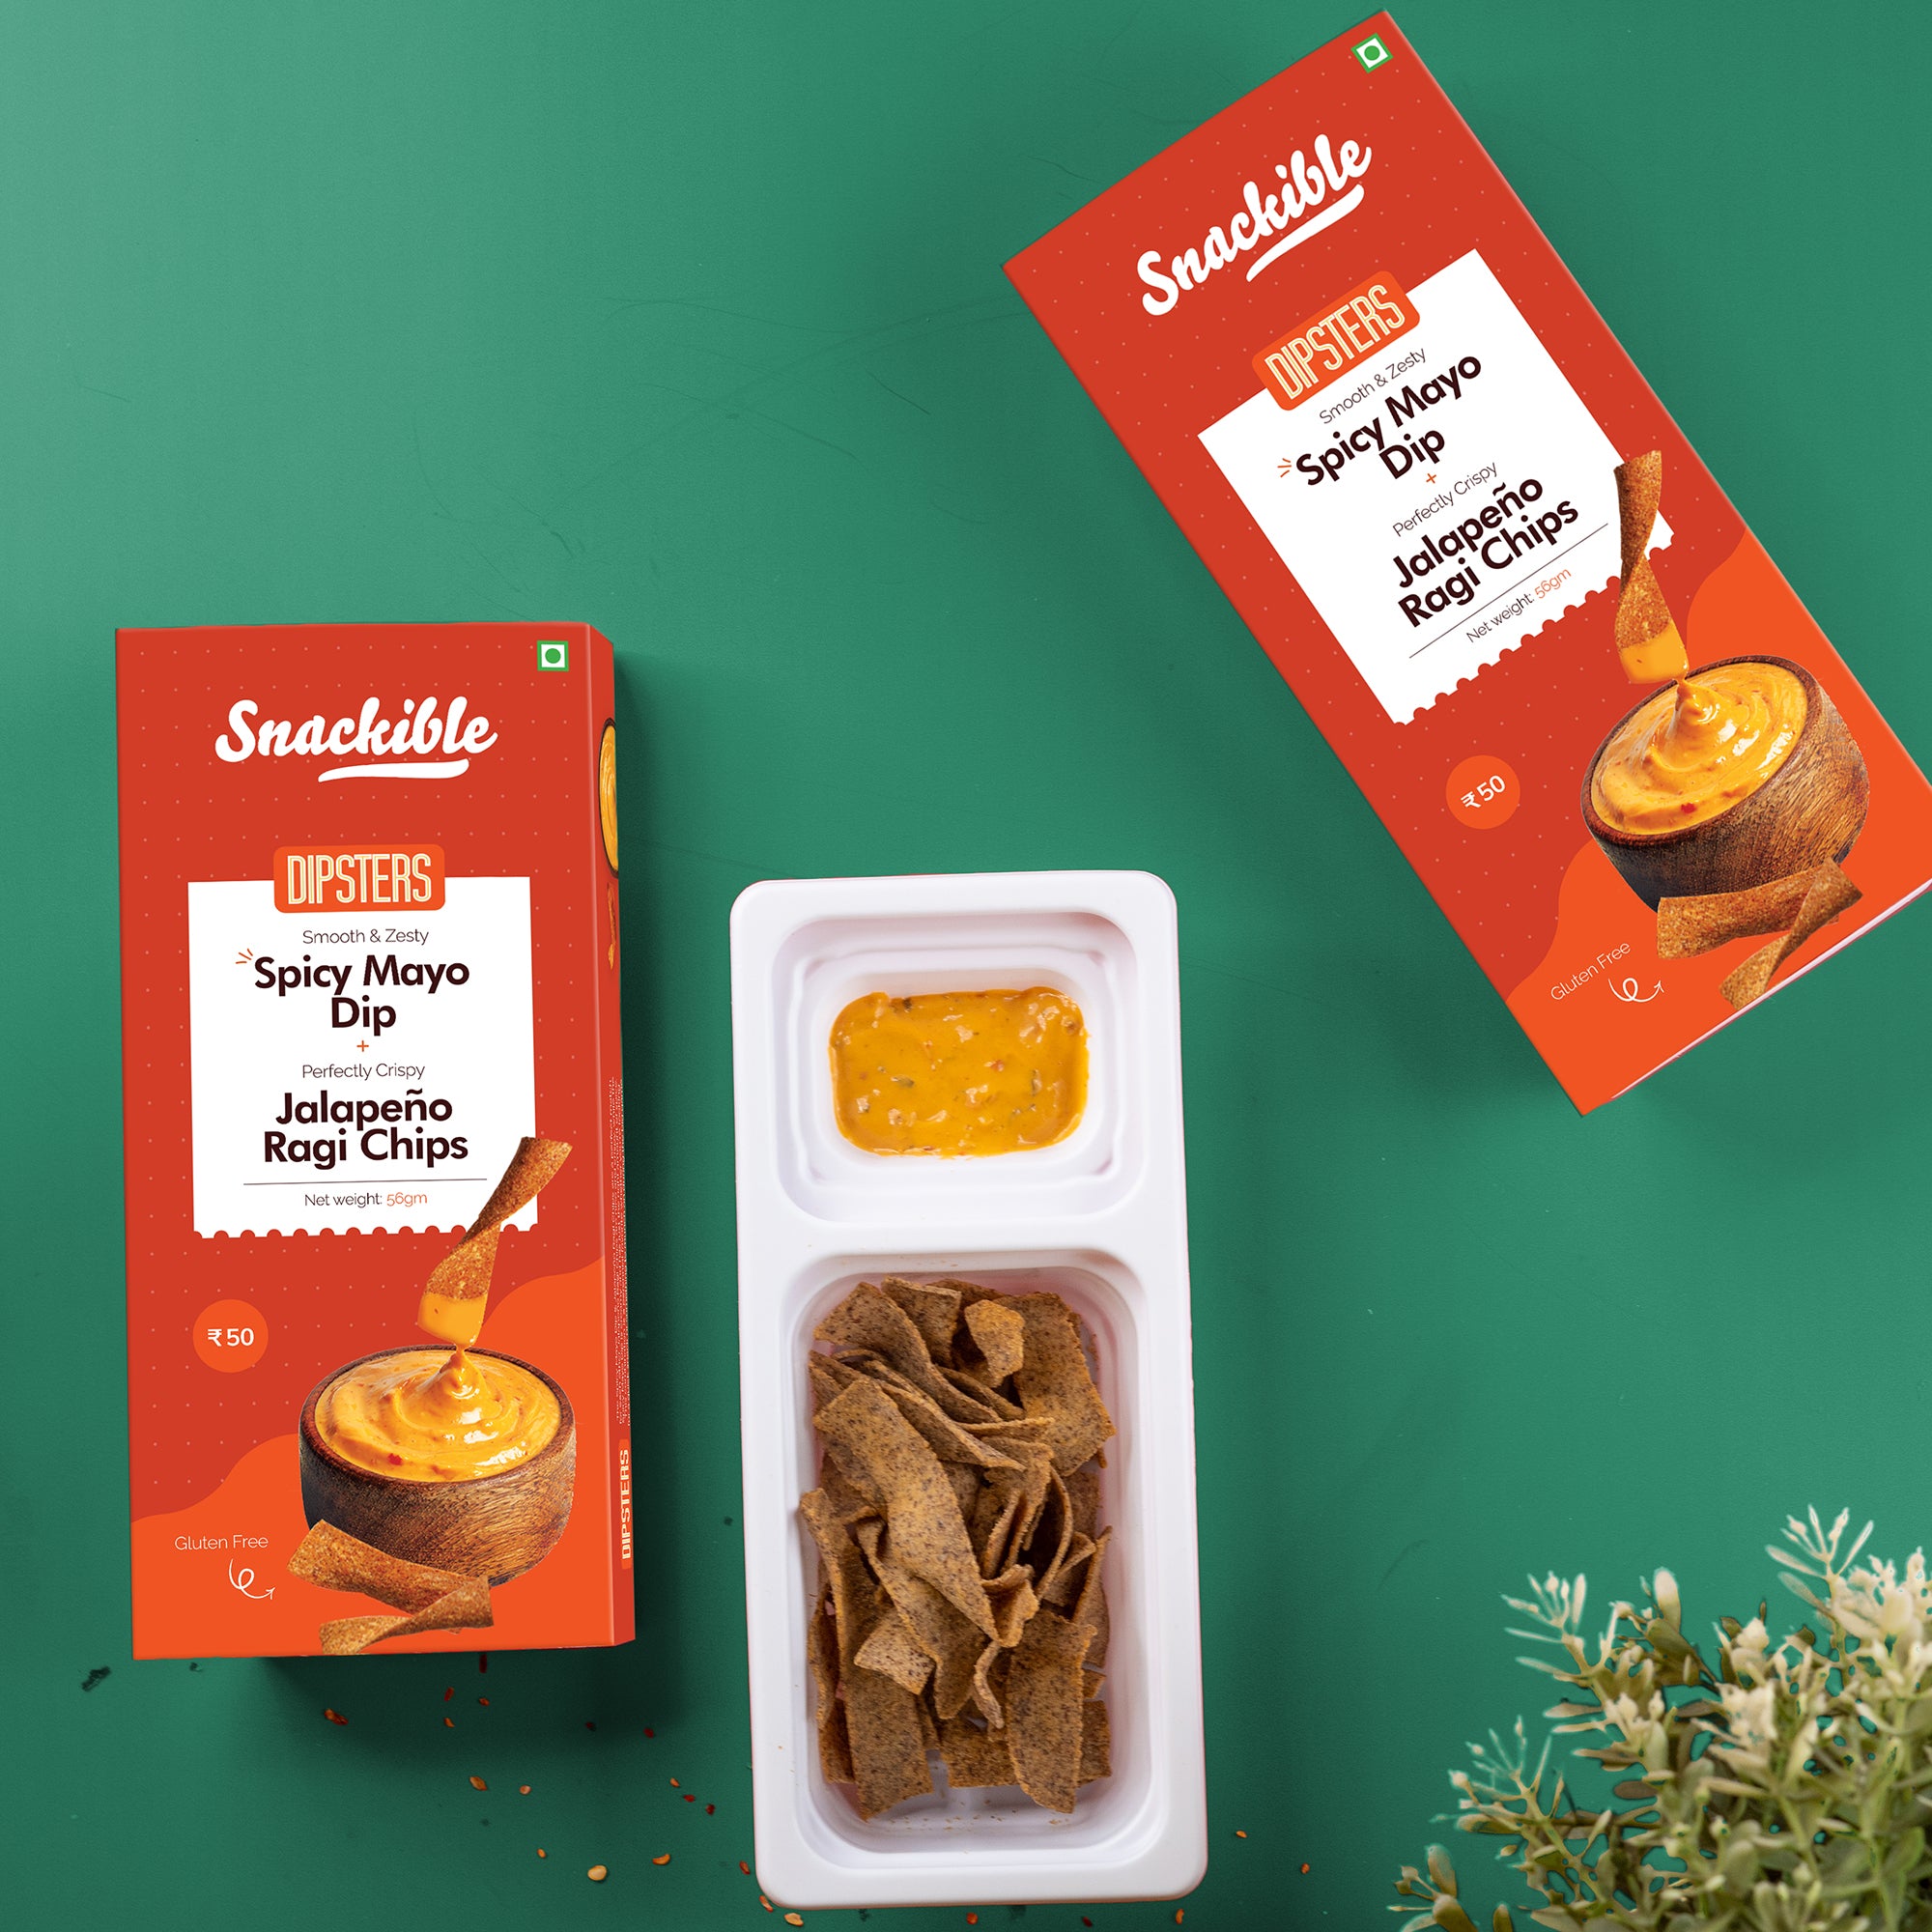 Snackible
DIPSTERS
Smooth & Zesty
Spicy Mayo
Dip
+
Perfectly Crispy
Jalapeño
Ragi Chips
Net weight: 56gm
₹ 50
Gluten Free
DIPSTERS
Snackible
DIPSTERS
Smooth & Zesty
Spicy Mayo
Dip
+
Perfectly Crispy
Jalapeño
Ragi Chips
Net weight: 56gm
₹ 50
Gluten Free